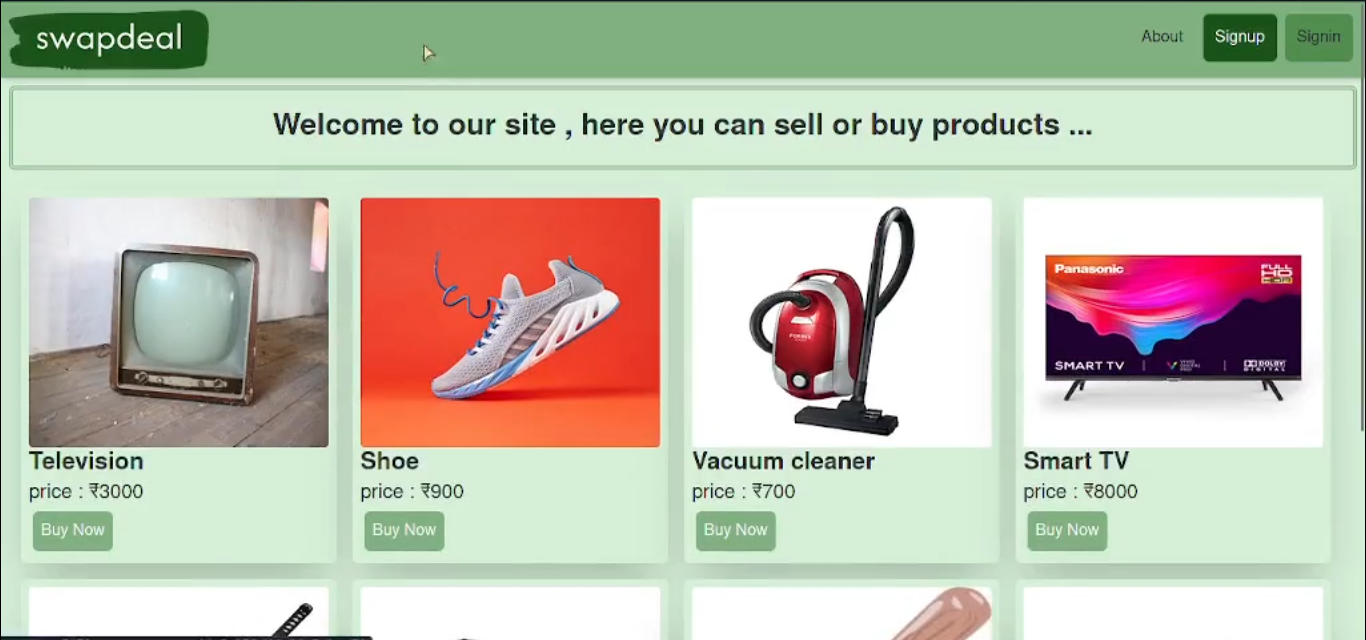 swapdeal
About Signup Signin
Welcome to our site , here you can sell or buy products ...
Panasonic
FULL
HD
SMART TV
DOLBY
DIGITAL
Television
price : ₹3000
Buy Now
Shoe
price : ₹900
Buy Now
Vacuum cleaner
price : ₹700
Buy Now
Smart TV
price : ₹8000
Buy Now